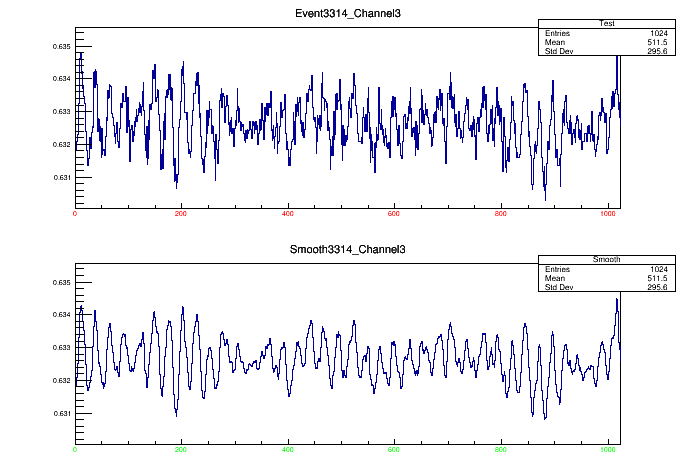 Event3314_Channel3
Test
Entries 1024
Mean 511.5
Std Dev 295.6
0.635
0.634
0.633
0.632
0.631
0 200 400 600 800 1000
Smooth3314_Channel3
Smooth
Entries 1024
Mean 511.5
Std Dev 295.6
0.635
0.634
0.633
0.632
0.631
0 200 400 600 800 1000